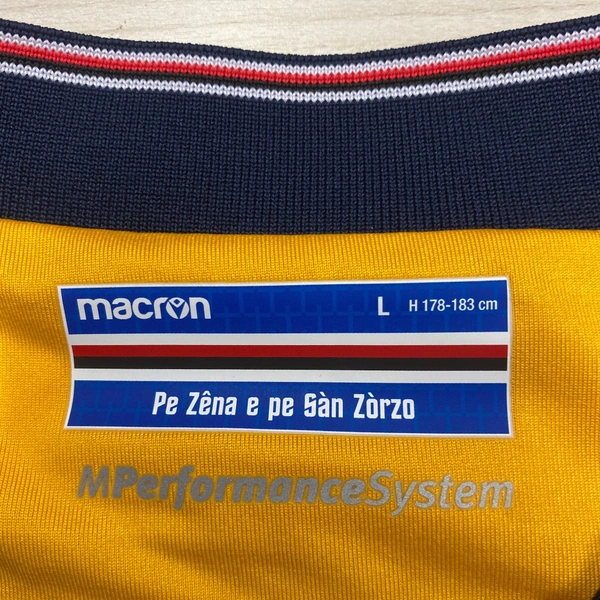 macron L H 178-183 cm
Pe Zêna e pe Sàn Zòrzo
MPerformanceSystem